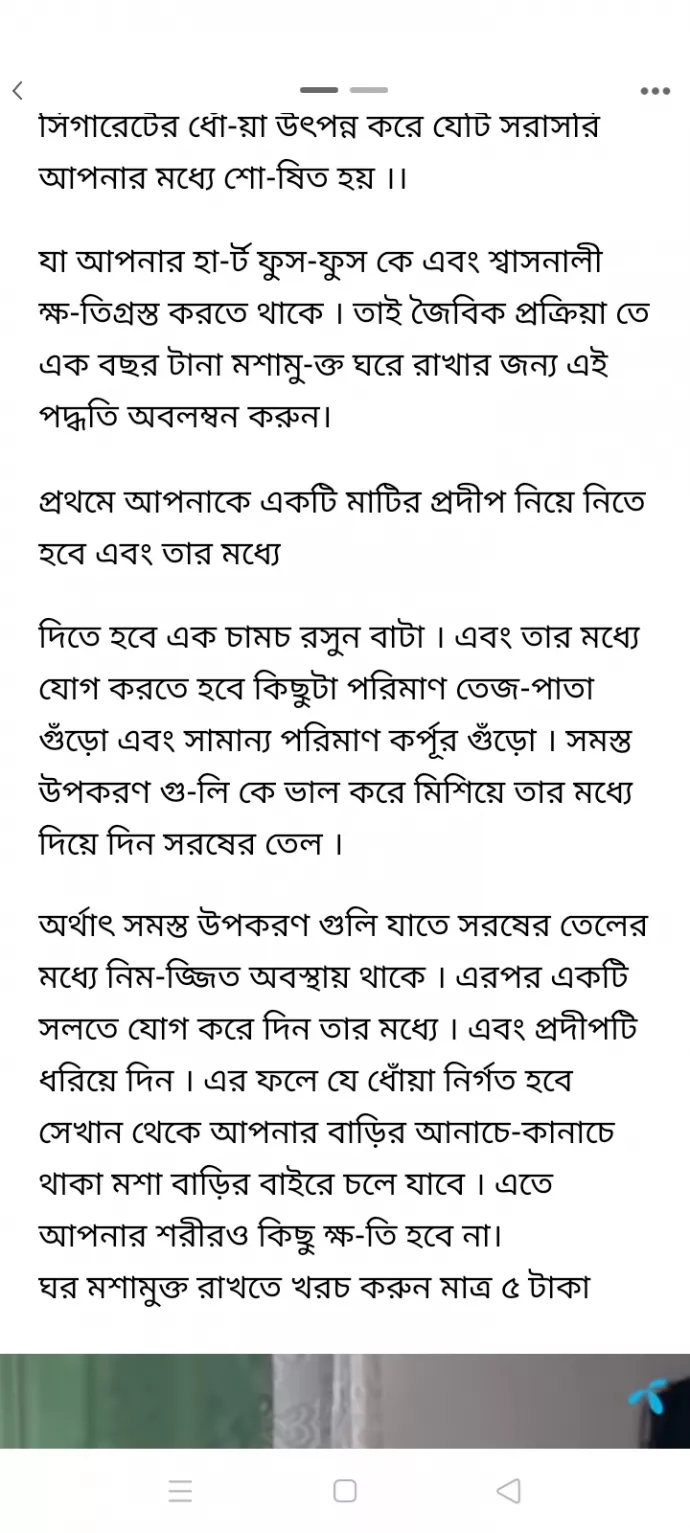 সিগারেটের ধোঁ-য়া উৎপন্ন করে যেটি সরাসরি
আপনার মধ্যে শো-ষিত হয় ।।
যা আপনার হা-র্ট ফুস-ফুস কে এবং শ্বাসনালী
ক্ষ-তিগ্রস্ত করতে থাকে । তাই জৈবিক প্রক্রিয়া তে
এক বছর টানা মশামু-ক্ত ঘরে রাখার জন্য এই
পদ্ধতি অবলম্বন করুন।
প্রথমে আপনাকে একটি মাটির প্রদীপ নিয়ে নিতে
হবে এবং তার মধ্যে
দিতে হবে এক চামচ রসুন বাটা । এবং তার মধ্যে
যোগ করতে হবে কিছুটা পরিমাণ তেজ-পাতা
গুঁড়ো এবং সামান্য পরিমাণ কর্পূর গুঁড়ো । সমস্ত
উপকরণ গু-লি কে ভাল করে মিশিয়ে তার মধ্যে
দিয়ে দিন সরষের তেল ।
অর্থাৎ সমস্ত উপকরণ গুলি যাতে সরষের তেলের
মধ্যে নিম-জ্জিত অবস্থায় থাকে । এরপর একটি
সলতে যোগ করে দিন তার মধ্যে । এবং প্রদীপটি
ধরিয়ে দিন । এর ফলে যে ধোঁয়া নির্গত হবে
সেখান থেকে আপনার বাড়ির আনাচে-কানাচে
থাকা মশা বাড়ির বাইরে চলে যাবে । এতে
আপনার শরীরও কিছু ক্ষ-তি হবে না।
ঘর মশামুক্ত রাখতে খরচ করুন মাত্র ৫ টাকা